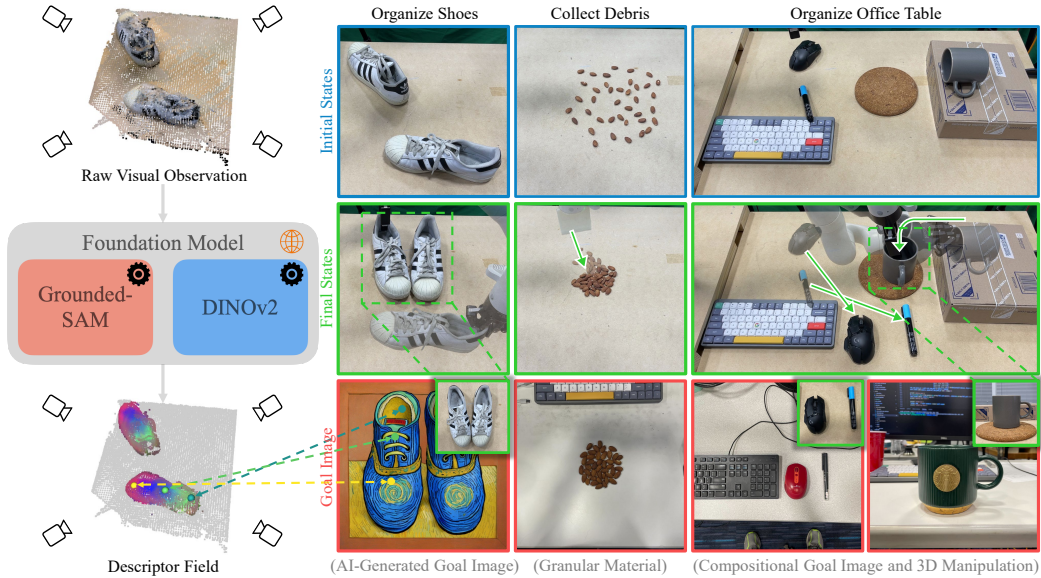 Organize Shoes
Collect Debris
Organize Office Table
Raw Visual Observation
Foundation Model
Grounded-
SAM
DINOv2
Descriptor Field
Initial States
Final States
Goal Image
(AI-Generated Goal Image)
(Granular Material)
(Compositional Goal Image and 3D Manipulation)